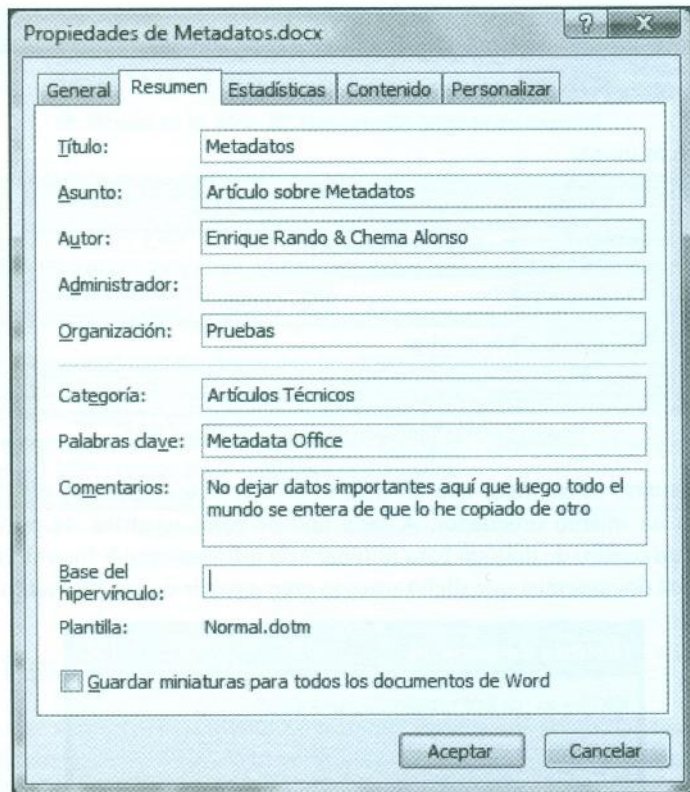 Propiedades de Metadatos.docx
? X
General Resumen Estadísticas Contenido Personalizar
Título: Metadatos
Asunto: Artículo sobre Metadatos
Autor: Enrique Rando & Chema Alonso
Administrador:
Organización: Pruebas
Categoría: Artículos Técnicos
Palabras clave: Metadata Office
Comentarios: No dejar datos importantes aquí que luego todo el
mundo se entera de que lo he copiado de otro
Base del
hipervínculo:
Plantilla: Normal.dotm
Guardar miniaturas para todos los documentos de Word
Aceptar Cancelar